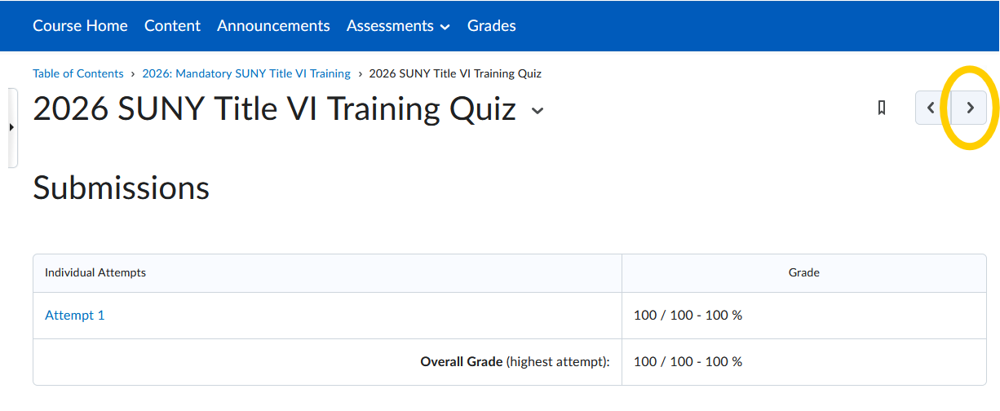 Course Home Content Announcements Assessments Grades
Table of Contents › 2026: Mandatory SUNY Title VI Training › 2026 SUNY Title VI Training Quiz
2026 SUNY Title VI Training Quiz
Submissions
Individual Attempts Grade
Attempt 1 100 / 100 - 100 %
Overall Grade (highest attempt): 100 / 100 - 100 %